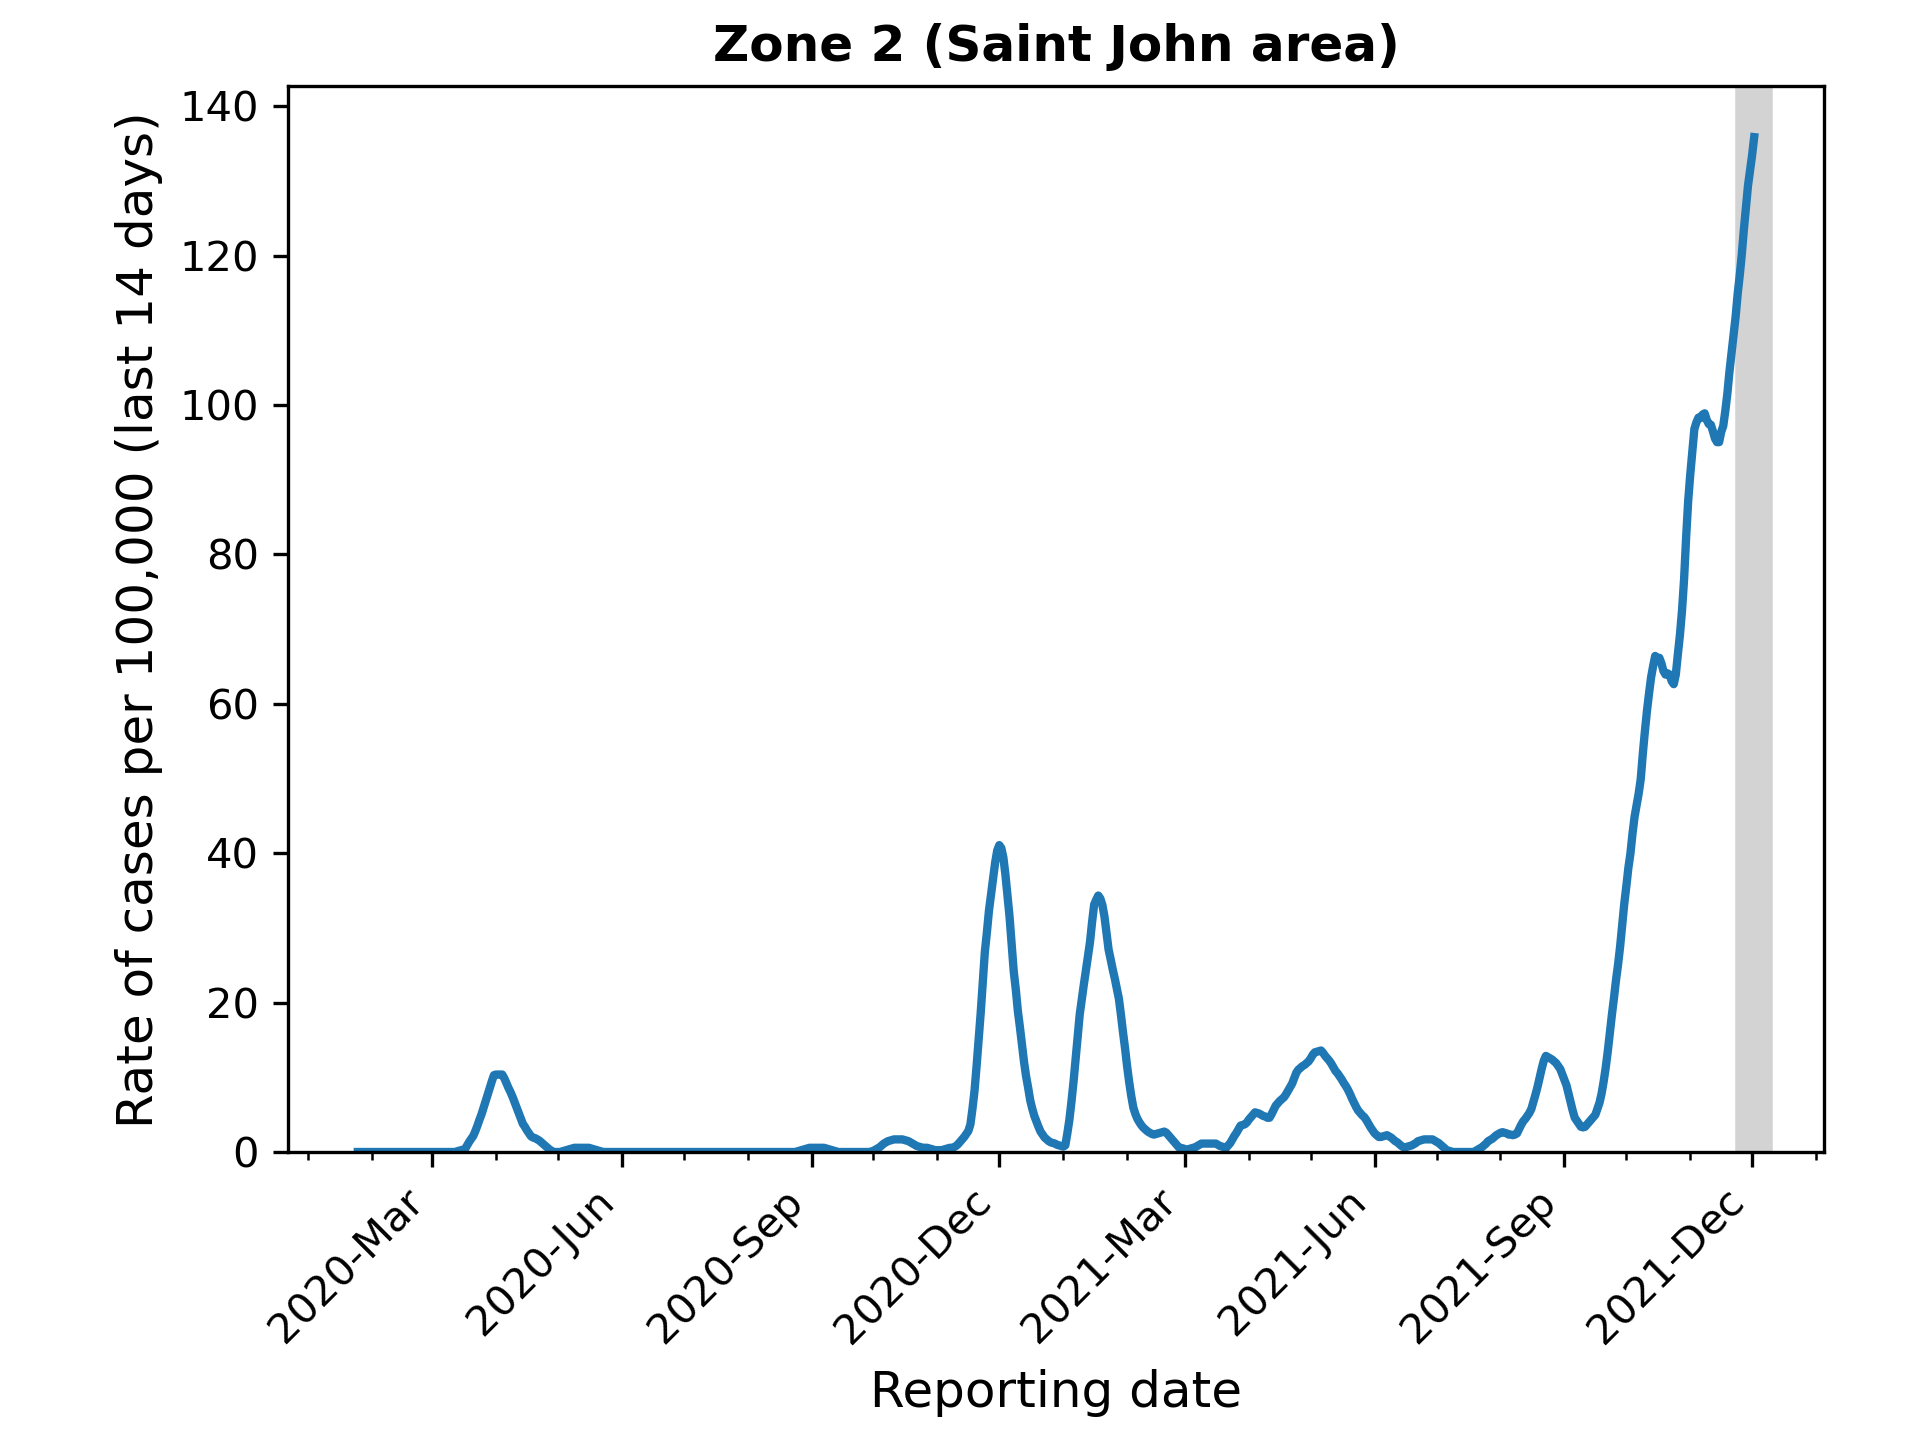 Zone 2 (Saint John area)
Rate of cases per 100,000 (last 14 days)
140
120
100
80
60
40
20
0
2020-Mar
2020-Jun
2020-Sep
2020-Dec
2021-Mar
2021-Jun
2021-Sep
2021-Dec
Reporting date